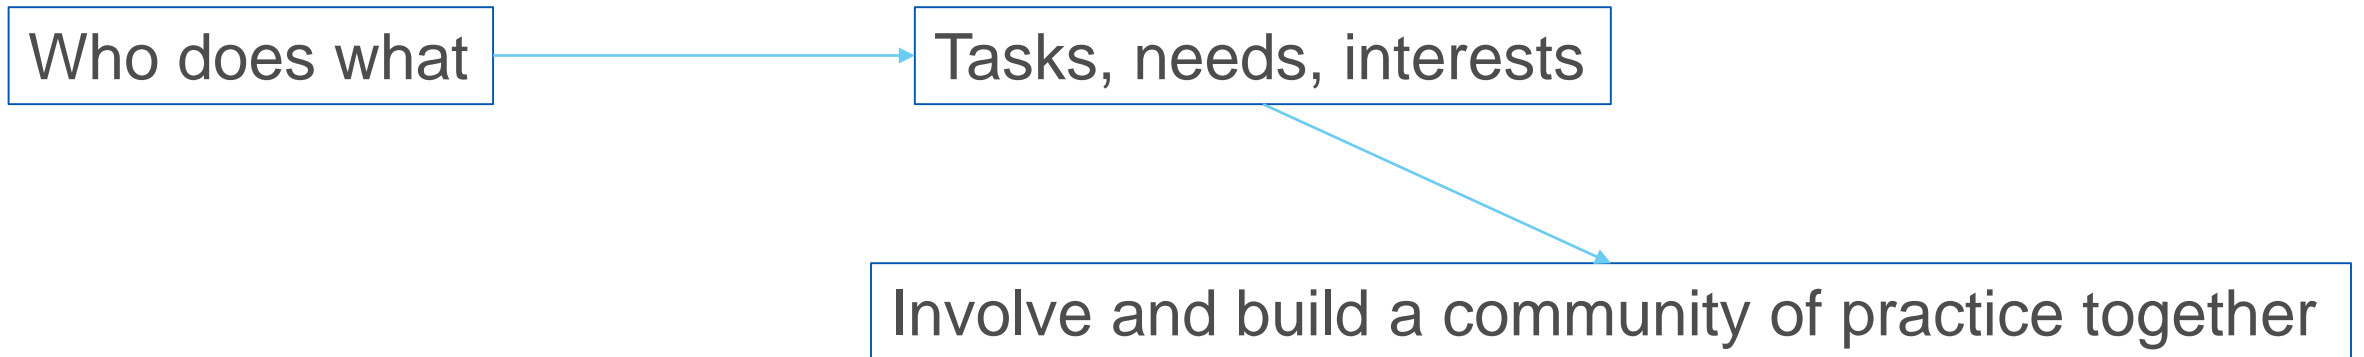 Who does what
Tasks, needs, interests
Involve and build a community of practice together